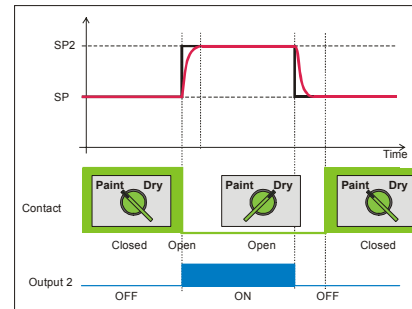 SP2
SP
Time
Paint Dry
Paint Dry
Paint Dry
Contact
Closed Open Open Closed
Output 2
OFF ON OFF